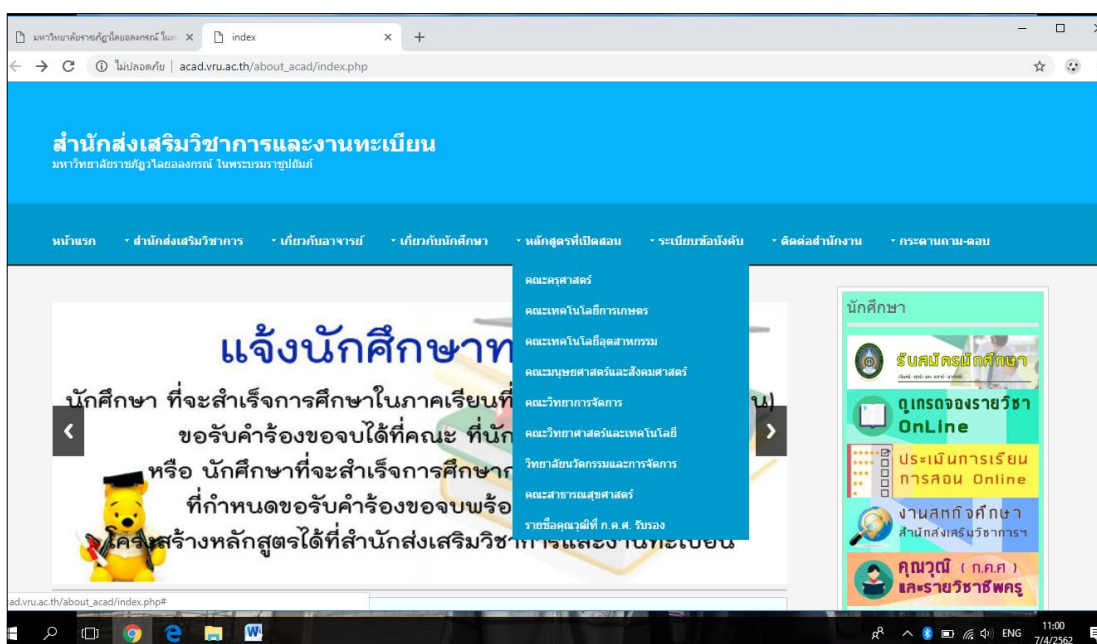 มหาวิทยาลัยราชภัฏวไลยอลงกรณ์ ในพ
index
ไม่ปลอดภัย | acad.vru.ac.th/about_acad/index.php
สำนักส่งเสริมวิชาการและงานทะเบียน
มหาวิทยาลัยราชภัฏวไลยอลงกรณ์ ในพระบรมราชูปถัมภ์
หน้าแรก สำนักส่งเสริมวิชาการ เกี่ยวกับอาจารย์ เกี่ยวกับนักศึกษา หลักสูตรที่เปิดสอน ระเบียบข้อบังคับ ติดต่อสำนักงาน กระดานถาม-ตอบ
คณะครุศาสตร์
คณะเทคโนโลยีการเกษตร
คณะเทคโนโลยีอุตสาหกรรม
คณะมนุษยศาสตร์และสังคมศาสตร์
คณะวิทยาการจัดการ
คณะวิทยาศาสตร์และเทคโนโลยี
วิทยาลัยนวัตกรรมและการจัดการ
คณะสาธารณสุขศาสตร์
รายชื่อคุณวุฒิที่ ก.ค.ศ. รับรอง
แจ้งนักศึกษาท
นักศึกษา ที่จะสำเร็จการศึกษาในภาคเรียนที่ น)
ขอรับคำร้องขอจบได้ที่คณะ ที่นัก
หรือ นักศึกษาที่จะสำเร็จการศึกษาก
ที่กำหนดขอรับคำร้องขอจบพร้อ
โครงสร้างหลักสูตรได้ที่สำนักส่งเสริมวิชาการและงานทะเบียน
นักศึกษา
รับสมัครนักศึกษา
ดูเกรดจองรายวิชา
OnLine
ประเมินการเรียน
การสอน Online
งานสหกิจศึกษา
สำนักส่งเสริมวิชาการฯ
คุณวุฒิ ( ก.ค.ศ )
และรายวิชาชีพครู
ad.vru.ac.th/about_acad/index.php#
ENG
11:00
7/4/2562